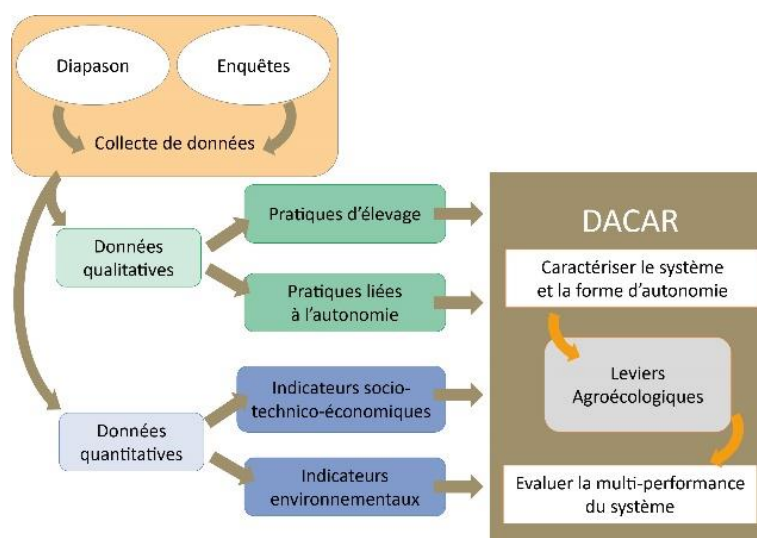 Diapason
Enquêtes
Collecte de données
Données
qualitatives
Pratiques d'élevage
Pratiques liées
à l'autonomie
Données
quantitatives
Indicateurs socio-
technico-économiques
Indicateurs
environnementaux
DACAR
Caractériser le système
et la forme d'autonomie
Leviers
Agroécologiques
Evaluer la multi-performance
du système